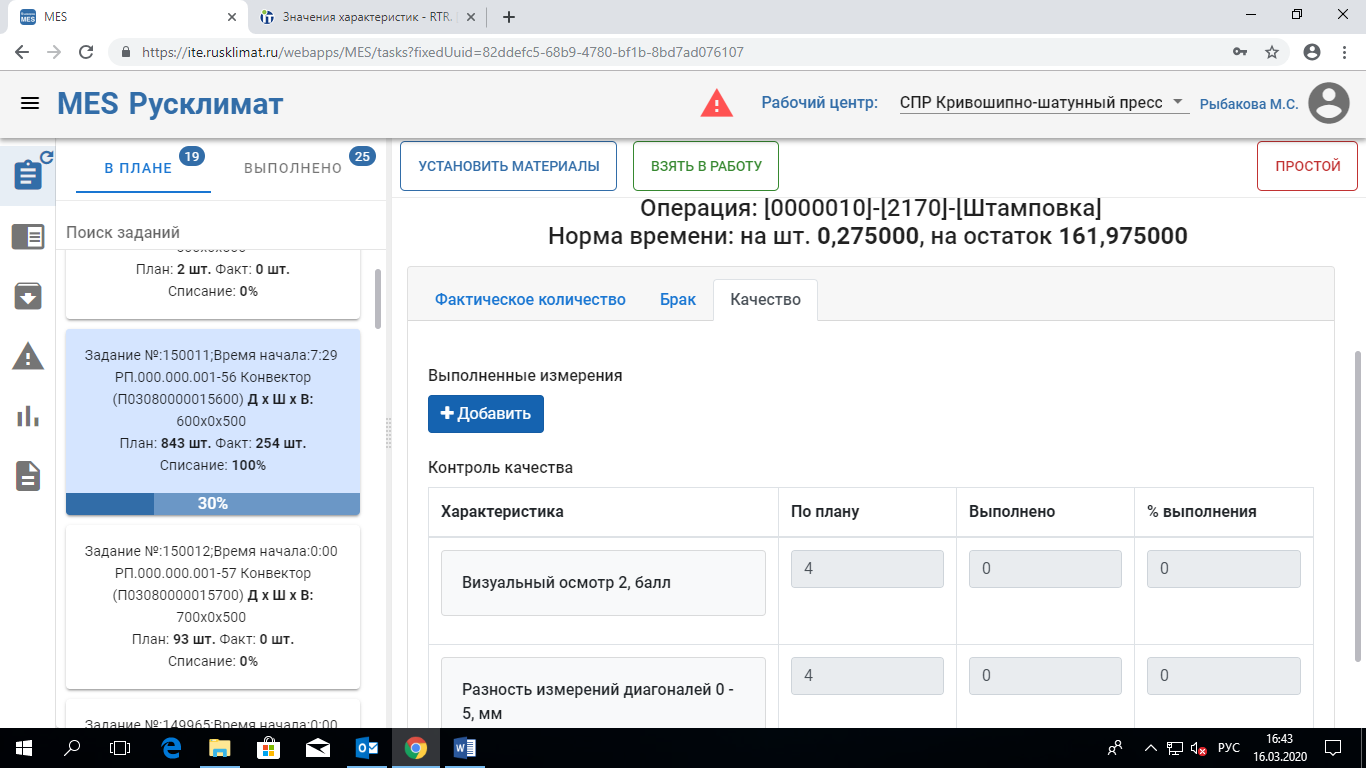 MES
Значения характеристик - RTR.
https://ite.rusklimat.ru/webapps/MES/tasks?fixedUuid=82ddefc5-68b9-4780-bf1b-8bd7ad076107
MES Русклимат
Рабочий центр:
СПР Кривошипно-шатунный пресс
Рыбакова М.С.
В ПЛАНЕ 19
ВЫПОЛНЕНО 25
УСТАНОВИТЬ МАТЕРИАЛЫ
ВЗЯТЬ В РАБОТУ
ПРОСТОЙ
Поиск заданий
План: 2 шт. Факт: 0 шт.
Списание: 0%
Задание №:150011;Время начала:7:29
РП.000.000.001-56 Конвектор
(П03080000015600) Д x Ш x В:
600x0x500
План: 843 шт. Факт: 254 шт.
Списание: 100%
30%
Задание №:150012;Время начала:0:00
РП.000.000.001-57 Конвектор
(П03080000015700) Д x Ш x В:
700x0x500
План: 93 шт. Факт: 0 шт.
Списание: 0%
Задание №:149965;Время начала:0:00
Операция: [0000010]-[2170]-[Штамповка]
Норма времени: на шт. 0,275000, на остаток 161,975000
Фактическое количество
Брак
Качество
Выполненные измерения
Добавить
Контроль качества
Характеристика По плану Выполнено % выполнения
Визуальный осмотр 2, балл 4 0 0
Разность измерений диагоналей 0 - 4 0 0
5, мм
РУС
16:43
16.03.2020